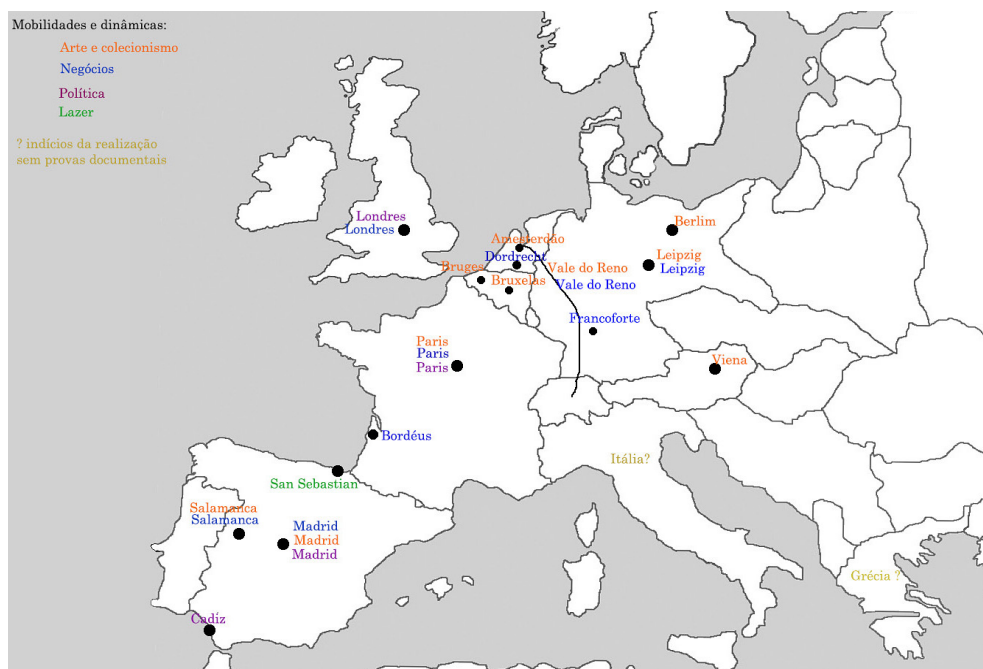 Mobilidades e dinâmicas:
Arte e colecionismo
Negócios
Política
Lazer
? indícios da realização
sem provas documentais
Londres
Londres
Berlim
Amesterdão
Dordrecht
Leipzig
Leipzig
Bruges
Vale do Reno
Bruxelas
Vale do Reno
Francoforte
Paris
Paris
Paris
Viena
Bordéus
Itália?
San Sebastian
Salamanca
Salamanca
Madrid
Madrid
Madrid
Grécia ?
Cadíz